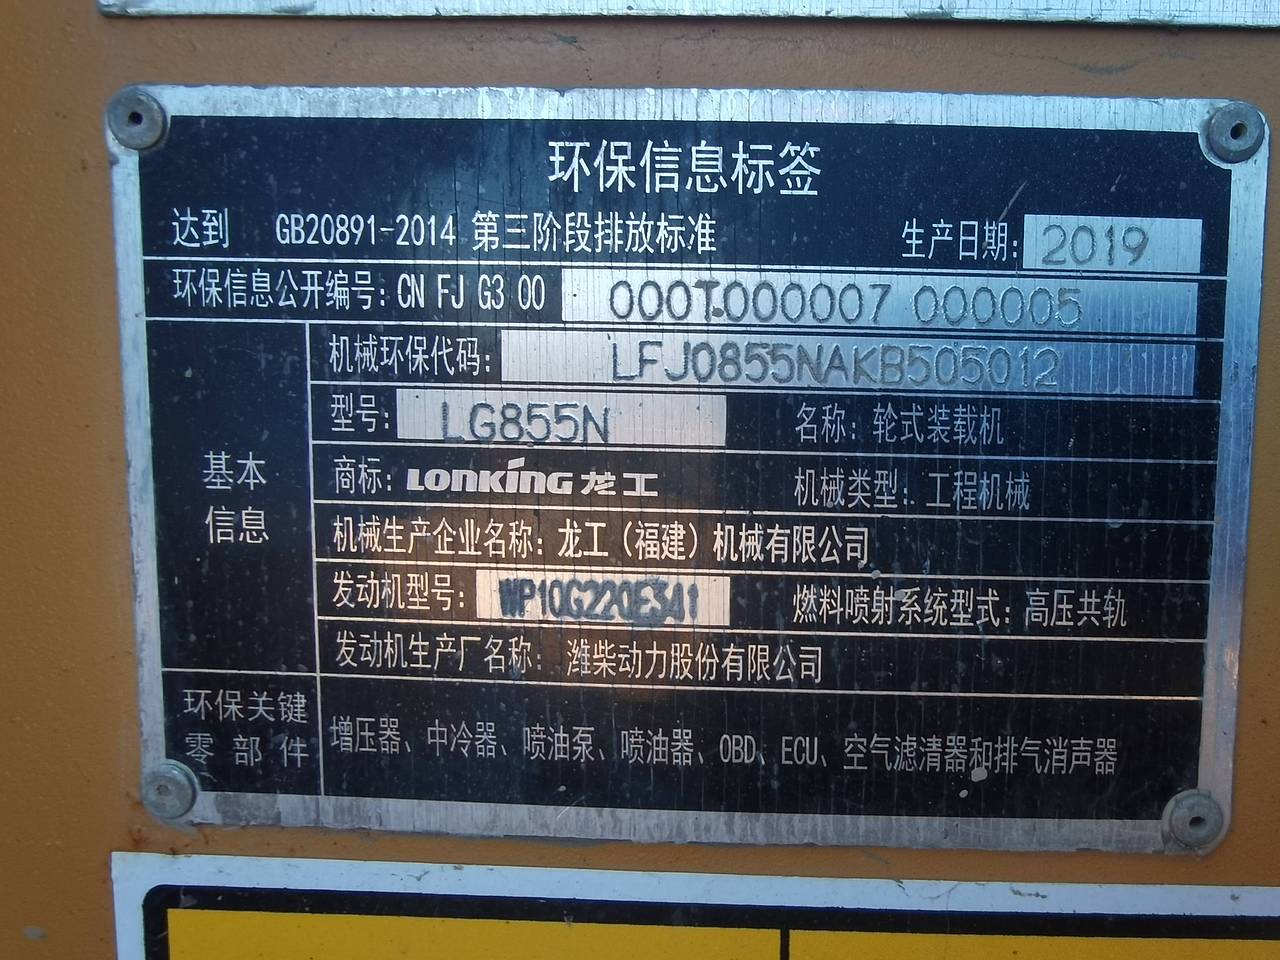 环保信息标签
达到 GB20891-2014 第三阶段排放标准 生产日期: 2019
环保信息公开编号: CN FJ G3 00 000T000007 000005
机械环保代码: LFJ0855NAKB505012
型号: LG855N 名称: 轮式装载机
基本信息
商标: LONKING 龙工 机械类型: 工程机械
机械生产企业名称: 龙工（福建）机械有限公司
发动机型号: WP10G220E341 燃料喷射系统型式: 高压共轨
发动机生产厂名称: 潍柴动力股份有限公司
环保关键零部件
增压器、中冷器、喷油泵、喷油器、OBD、ECU、空气滤清器和排气消声器